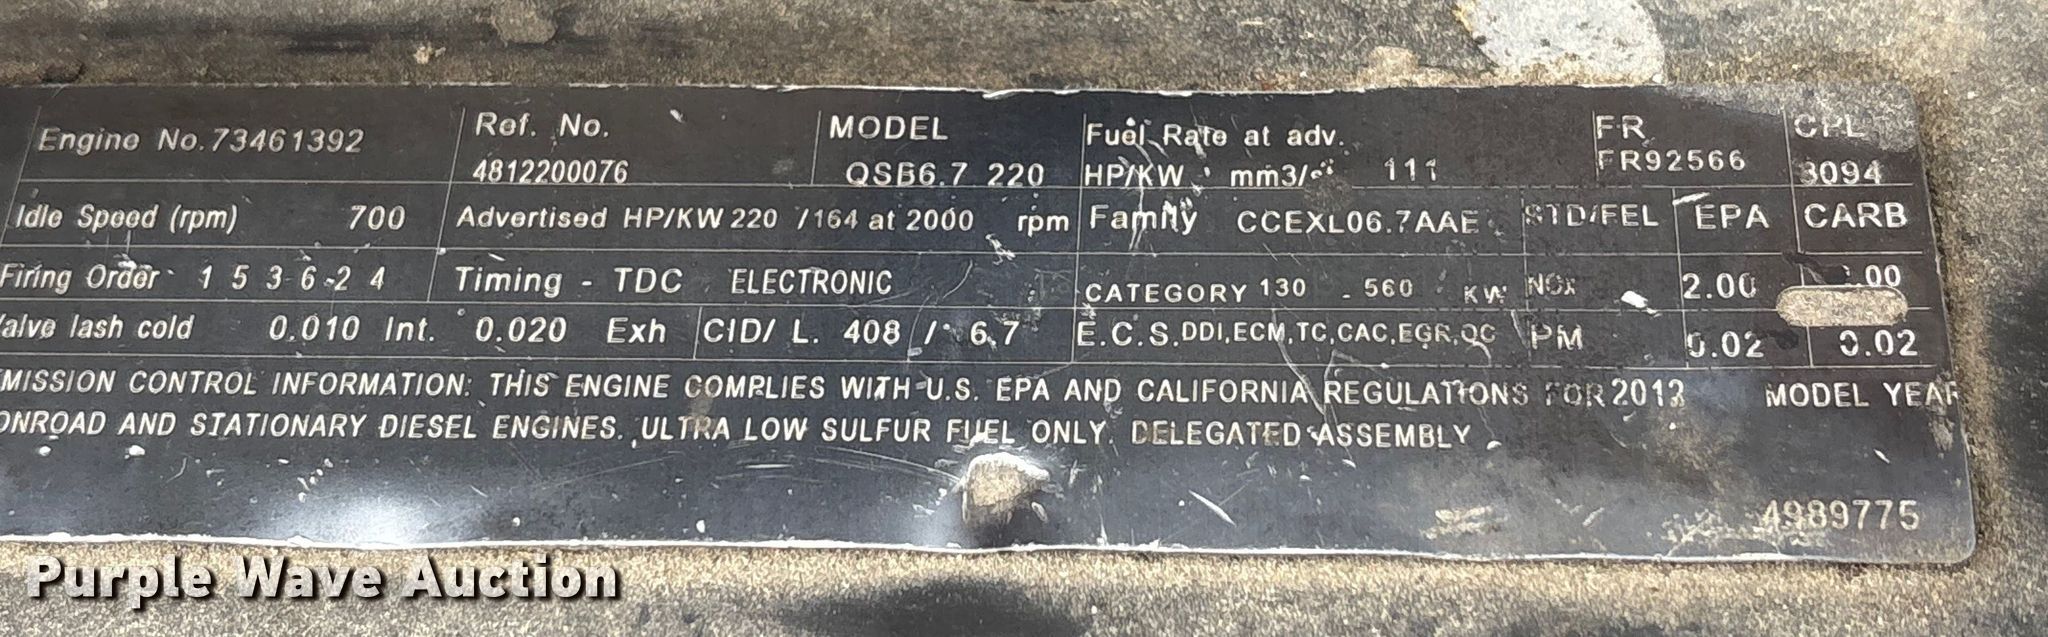 Engine No. 73461392
Ref. No.
4812200076
MODEL
QSB6.7 220
Fuel Rate at adv.
HP/KW mm3/st 111
FR
FR92566
CPL
3094
Idle Speed (rpm) 700
Advertised HP/KW 220 /164 at 2000 rpm
Family CCEXL06.7AAE
STD/FEL
EPA
CARB
Firing Order 1 5 3 6 2 4
Timing - TDC ELECTRONIC
CATEGORY 130 - 560 KW
NOX
2.00
.00
Valve lash cold 0.010 Int. 0.020 Exh
CID/ L. 408 / 6.7
E.C.S. DDI,ECM,TC,CAC,EGR,OC
PM
0.02
0.02
EMISSION CONTROL INFORMATION: THIS ENGINE COMPLIES WITH U.S. EPA AND CALIFORNIA REGULATIONS FOR MODEL YEAR
ONROAD AND STATIONARY DIESEL ENGINES. ULTRA LOW SULFUR FUEL ONLY. DELEGATED ASSEMBLY
4989775
Purple Wave Auction